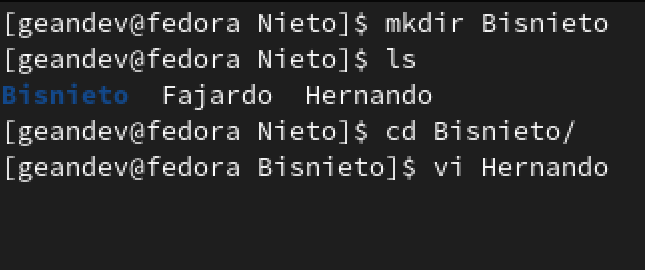 [geandev@fedora Nieto]$ mkdir Bisnieto
[geandev@fedora Nieto]$ ls
Bisnieto  Fajardo  Hernando
[geandev@fedora Nieto]$ cd Bisnieto/
[geandev@fedora Bisnieto]$ vi Hernando